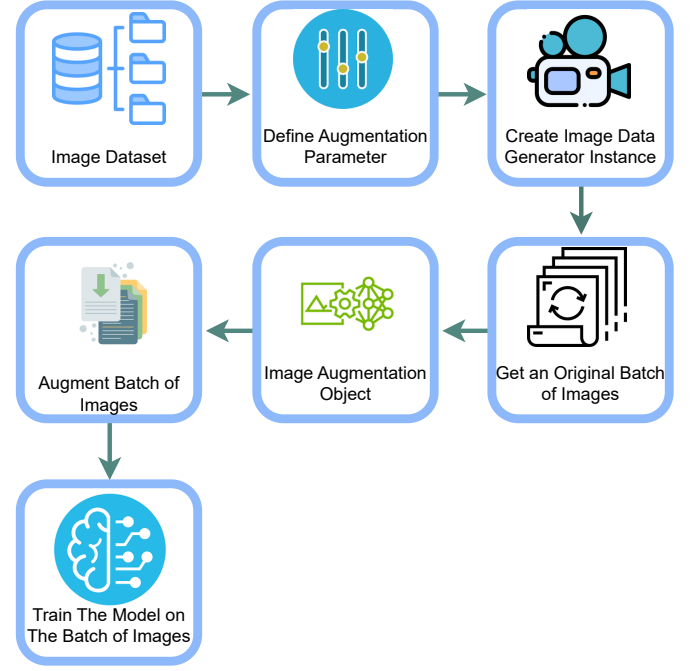 Image Dataset
Define Augmentation
Parameter
Create Image Data
Generator Instance
Get an Original Batch
of Images
Image Augmentation
Object
Augment Batch of
Images
Train The Model on
The Batch of Images